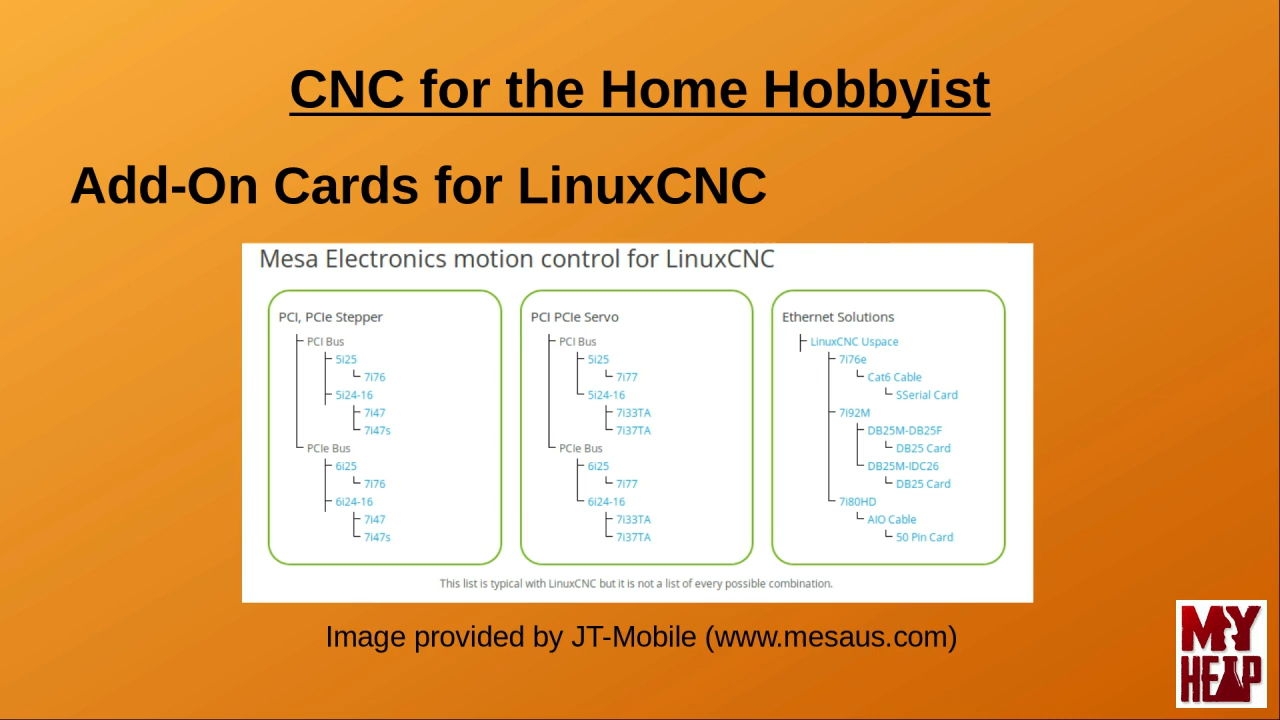 CNC for the Home Hobbyist
Add-On Cards for LinuxCNC
Mesa Electronics motion control for LinuxCNC
PCI, PCIe Stepper
PCI Bus
5i25
7i76
5i24-16
7i47
7i47s
PCIe Bus
6i25
7i76
6i24-16
7i47
7i47s
PCI PCIe Servo
PCI Bus
5i25
7i77
5i24-16
7i33TA
7i37TA
PCIe Bus
6i25
7i77
6i24-16
7i33TA
7i37TA
Ethernet Solutions
LinuxCNC Uspace
7i76e
Cat6 Cable
SSerial Card
7i92M
DB25M-DB25F
DB25 Card
DB25M-IDC26
DB25 Card
7i80HD
AIO Cable
50 Pin Card
This list is typical with LinuxCNC but it is not a list of every possible combination.
Image provided by JT-Mobile (www.mesaus.com)
MY
HEAP